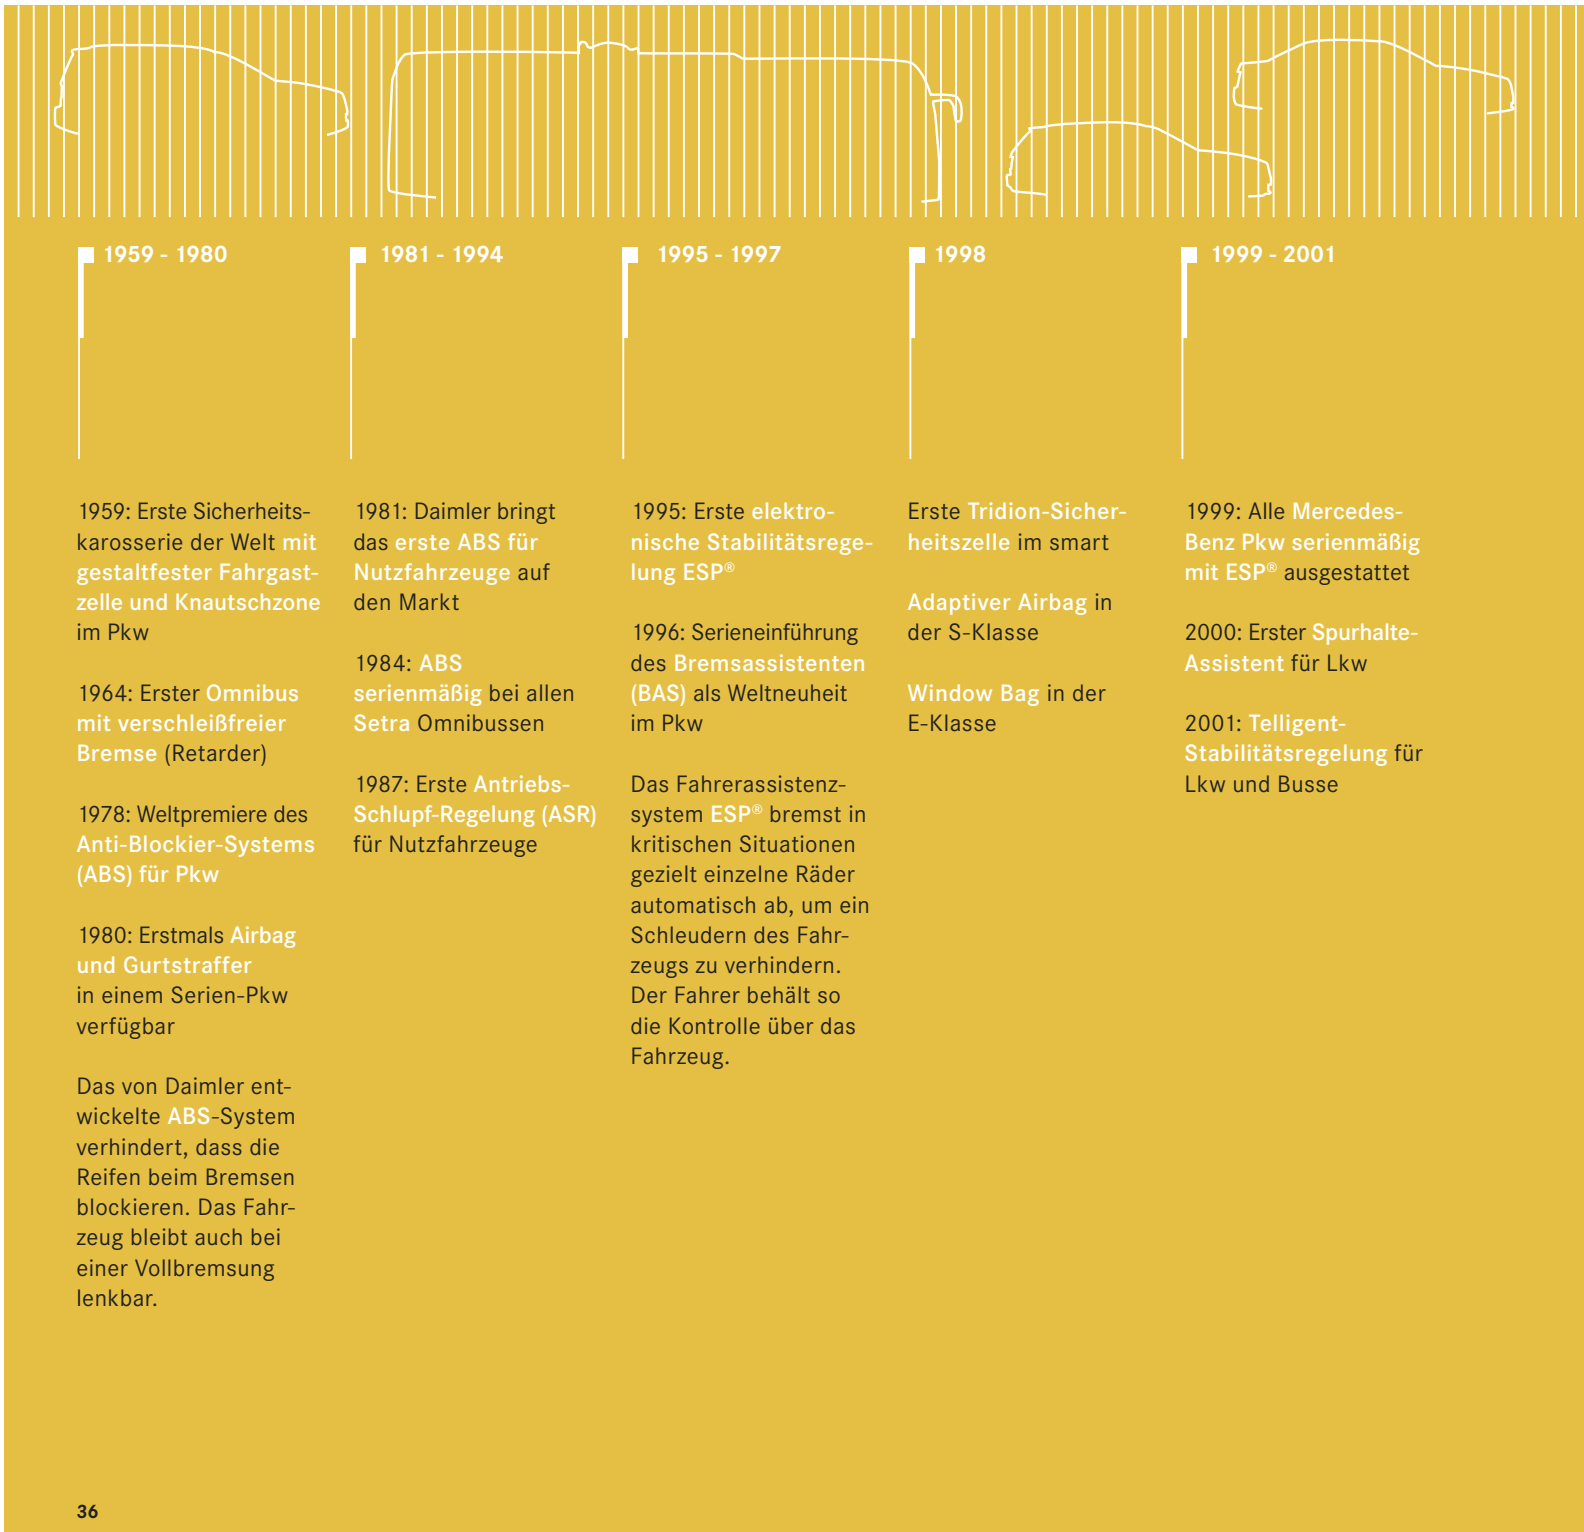 1959 - 1980
1959: Erste Sicherheits-
karosserie der Welt mit
gestaltfester Fahrgast-
zelle und Knautschzone
im Pkw
1964: Erster Omnibus
mit verschleißfreier
Bremse (Retarder)
1978: Weltpremiere des
Anti-Blockier-Systems
(ABS) für Pkw
1980: Erstmals Airbag
und Gurtstraffer
in einem Serien-Pkw
verfügbar
Das von Daimler ent-
wickelte ABS-System
verhindert, dass die
Reifen beim Bremsen
blockieren. Das Fahr-
zeug bleibt auch bei
einer Vollbremsung
lenkbar.
1981 - 1994
1981: Daimler bringt
das erste ABS für
Nutzfahrzeuge auf
den Markt
1984: ABS
serienmäßig bei allen
Setra Omnibussen
1987: Erste Antriebs-
Schlupf-Regelung (ASR)
für Nutzfahrzeuge
1995 - 1997
1995: Erste elektro-
nische Stabilitätsrege-
lung ESP®
1996: Serieneinführung
des Bremsassistenten
(BAS) als Weltneuheit
im Pkw
Das Fahrerassistenz-
system ESP® bremst in
kritischen Situationen
gezielt einzelne Räder
automatisch ab, um ein
Schleudern des Fahr-
zeugs zu verhindern.
Der Fahrer behält so
die Kontrolle über das
Fahrzeug.
1998
Erste Tridion-Sicher-
heitszelle im smart
Adaptiver Airbag in
der S-Klasse
Window Bag in der
E-Klasse
1999 - 2001
1999: Alle Mercedes-
Benz Pkw serienmäßig
mit ESP® ausgestattet
2000: Erster Spurhalte-
Assistent für Lkw
2001: Telligent-
Stabilitätsregelung für
Lkw und Busse
36